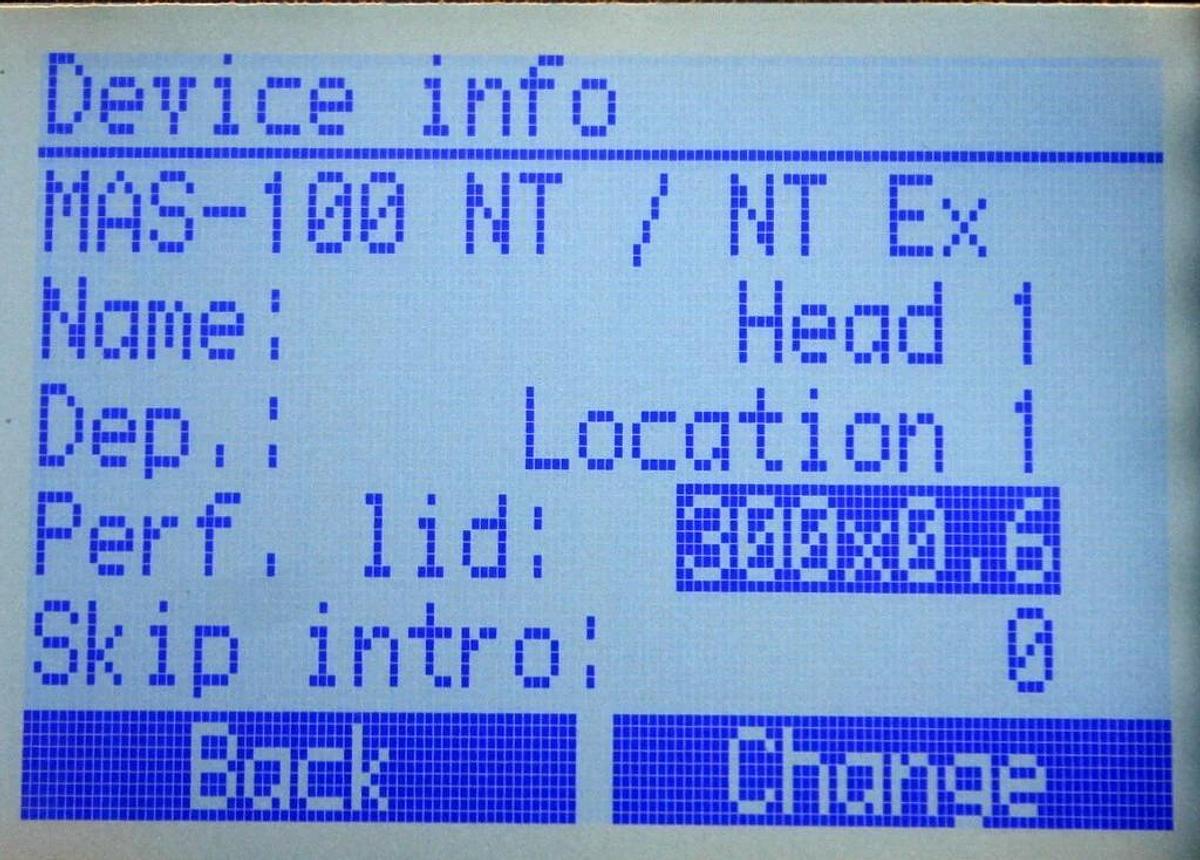 Device info
MAS-100 NT / NT Ex
Name: Head 1
Dep.: Location 1
Perf. lid: 300x0.6
Skip intro: 0
Back Change